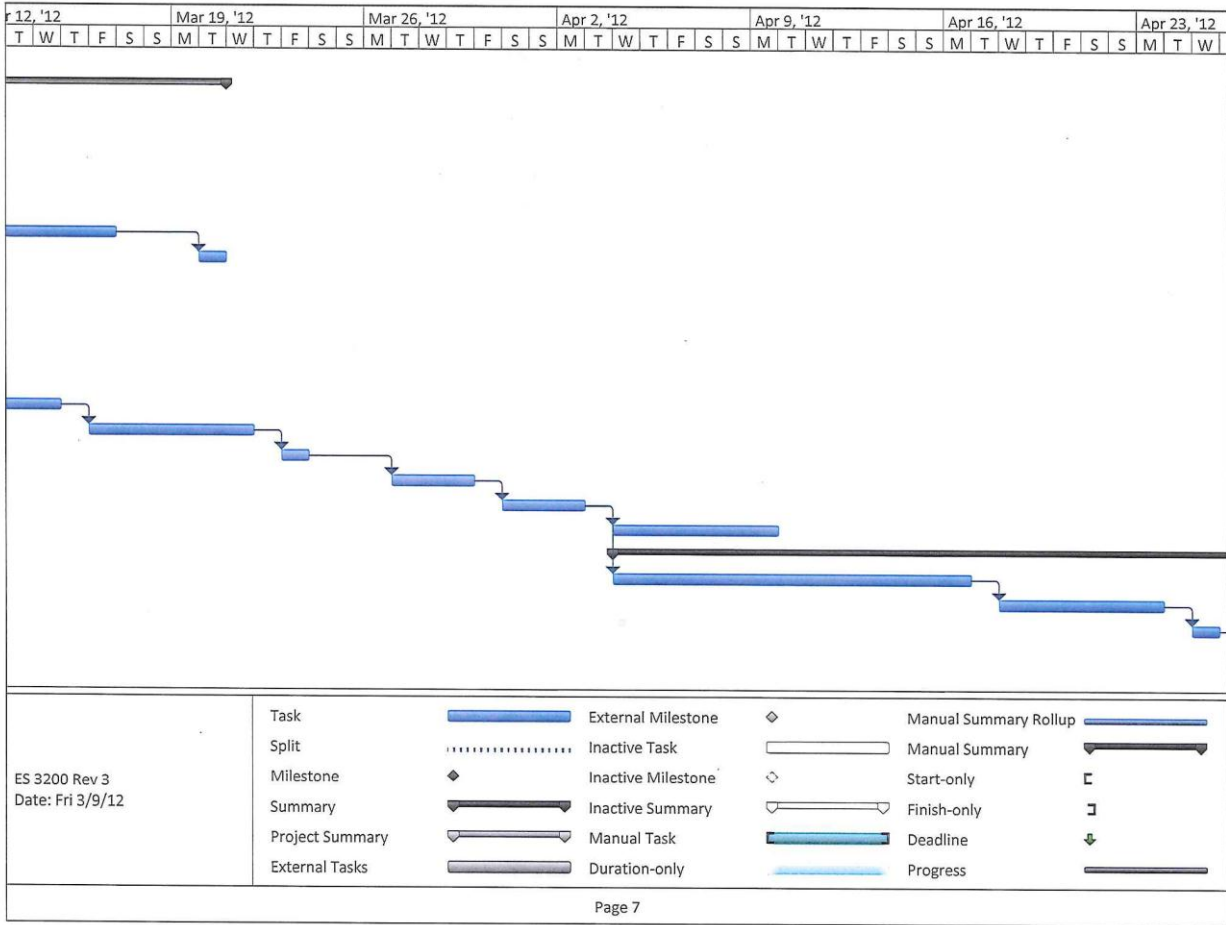 r 12, '12 Mar 19, '12 Mar 26, '12 Apr 2, '12 Apr 9, '12 Apr 16, '12 Apr 23, '12
T W T F S S M T W T F S S M T W T F S S M T W T F S S M T W T F S S M T W T F S S M T W
Task External Milestone Manual Summary Rollup
Split Inactive Task Manual Summary
Milestone Inactive Milestone Start-only
Summary Inactive Summary Finish-only
Project Summary Manual Task Deadline
External Tasks Duration-only Progress
ES 3200 Rev 3
Date: Fri 3/9/12
Page 7